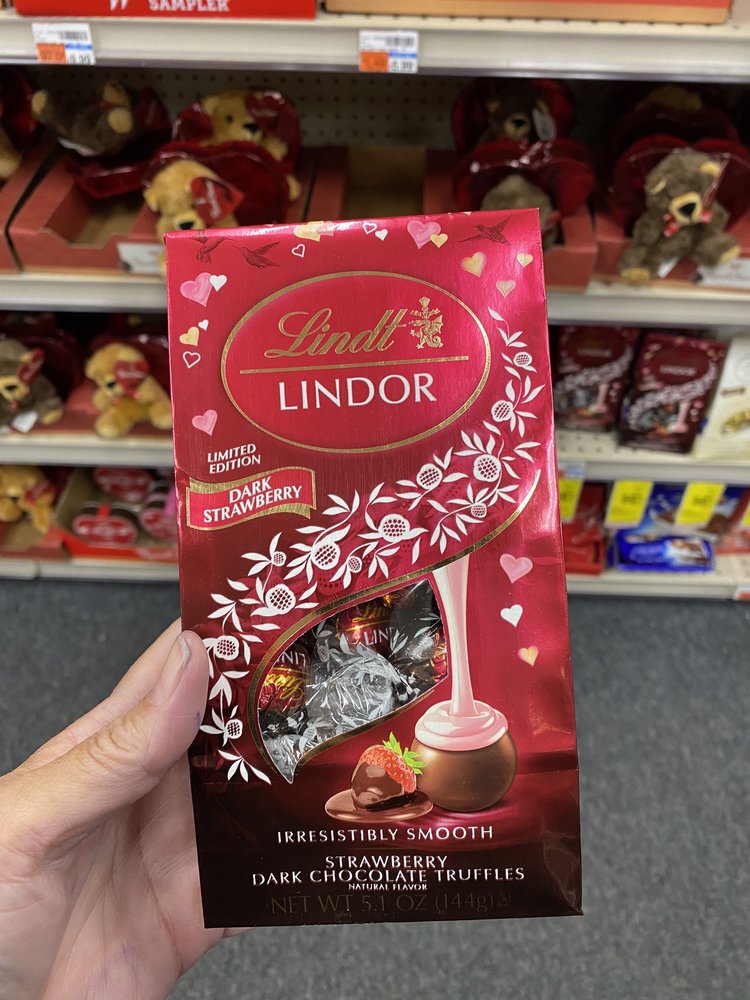 SAMPLER
Lindt
LINDOR
LIMITED
EDITION
DARK
STRAWBERRY
LIND
IRRESISTIBLY SMOOTH
STRAWBERRY
DARK CHOCOLATE TRUFFLES
NATURAL FLAVOR
NET WT 5.1 OZ (144g)
LINDOR